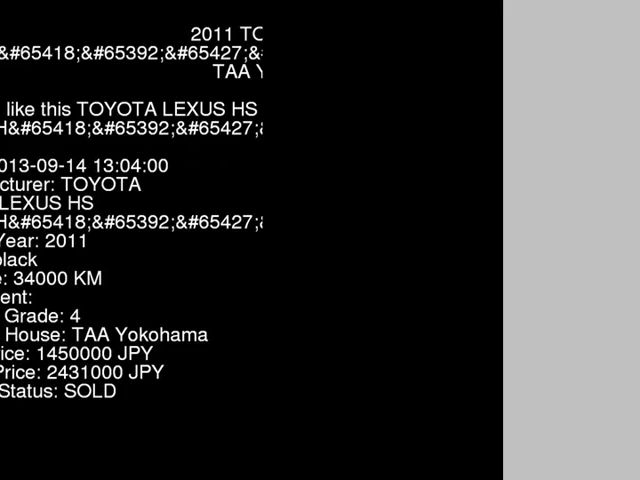 2011 TO
&#65418;&#65392;&#65427;&
TAA Y
like this TOYOTA LEXUS HS
H&#65418;&#65392;&#65427;&
013-09-14 13:04:00
cturer: TOYOTA
LEXUS HS
H&#65418;&#65392;&#65427;&
Year: 2011
black
e: 34000 KM
ent:
Grade: 4
House: TAA Yokohama
ice: 1450000 JPY
Price: 2431000 JPY
Status: SOLD